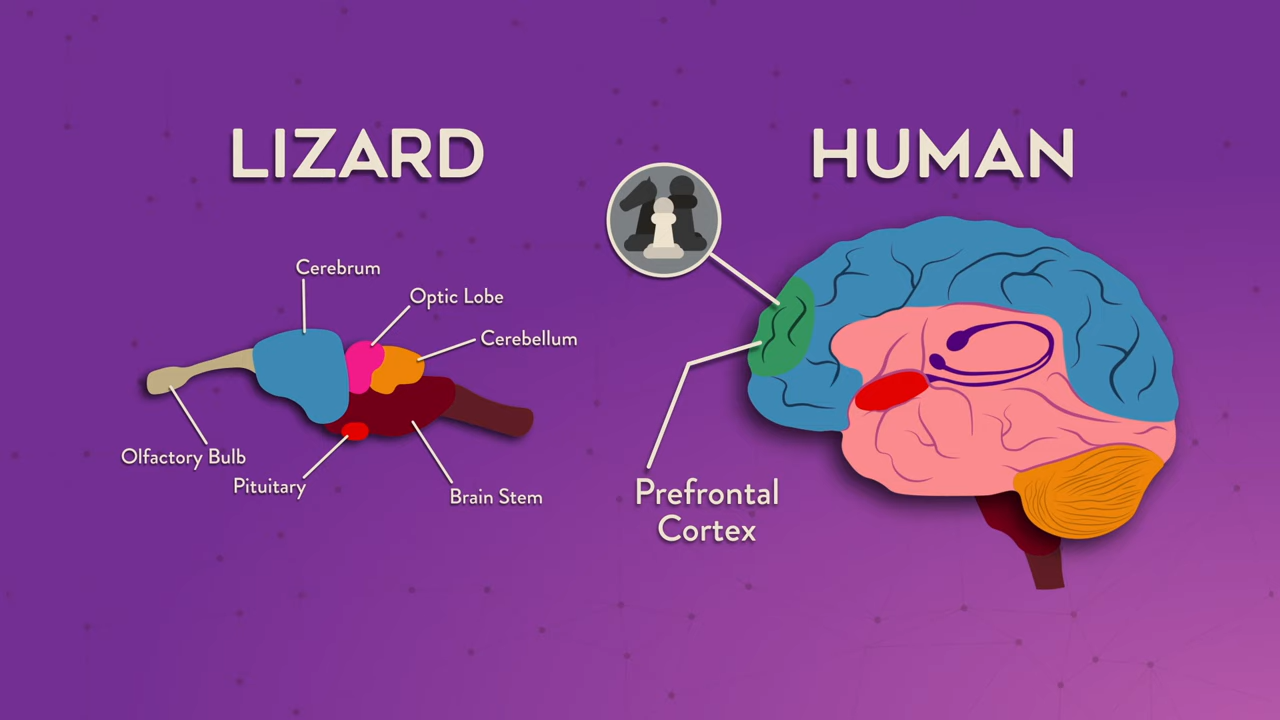 LIZARD
HUMAN
Cerebrum
Optic Lobe
Cerebellum
Olfactory Bulb
Pituitary
Brain Stem
Prefrontal
Cortex